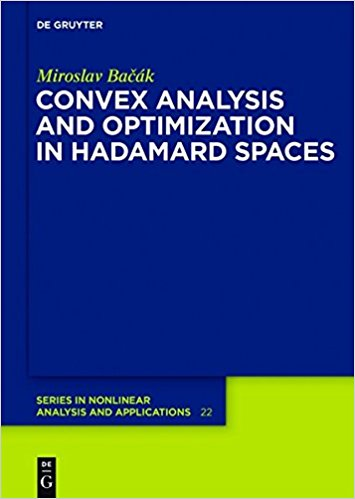 DE GRUYTER
Miroslav Bačák
CONVEX ANALYSIS
AND OPTIMIZATION
IN HADAMARD SPACES
SERIES IN NONLINEAR
ANALYSIS AND APPLICATIONS 22
DE
G